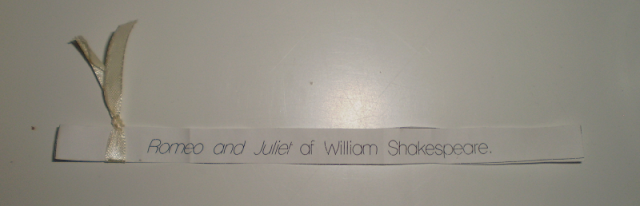 Romeo and Juliet of William Shakespeare.